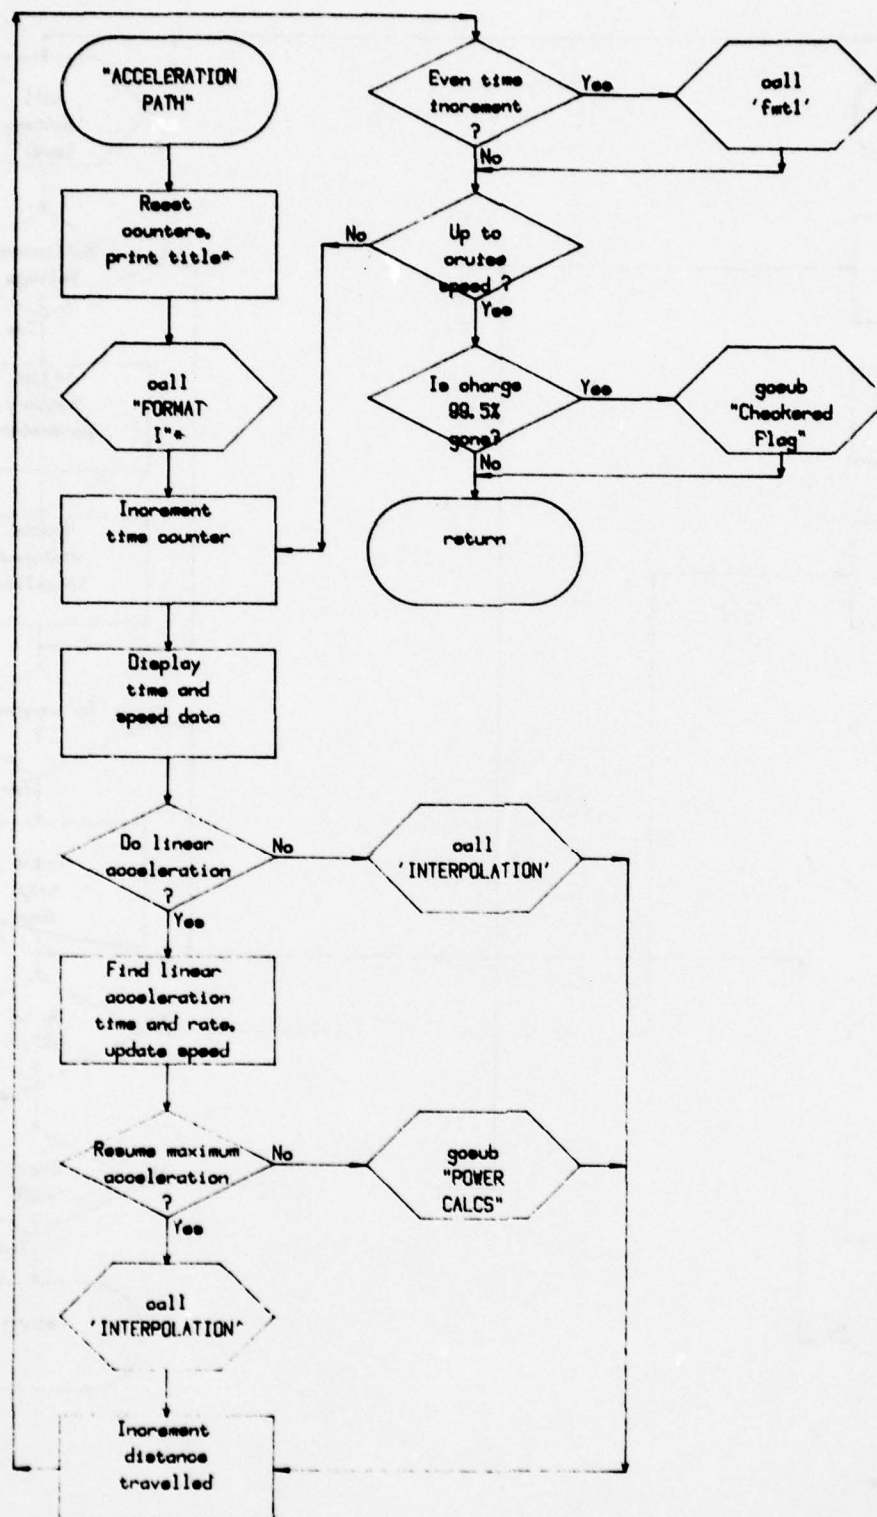 "ACCELERATION
PATH"
Reset
counters,
print title*
call
"FORMAT
1"*
Increment
time counter
Display
time and
speed data
Do linear
acceleration
?
No
Yes
call
'INTERPOLATION'
Find linear
acceleration
time and rate,
update speed
Resume maximum
acceleration
?
No
Yes
gosub
"POWER
CALCS"
call
'INTERPOLATION'
Increment
distance
travelled
Even time
increment
?
Yes
No
call
'fmt1'
Up to
cruise
speed ?
No
Yes
Is charge
99.5%
gone?
Yes
No
gosub
"Checkered
Flag"
return